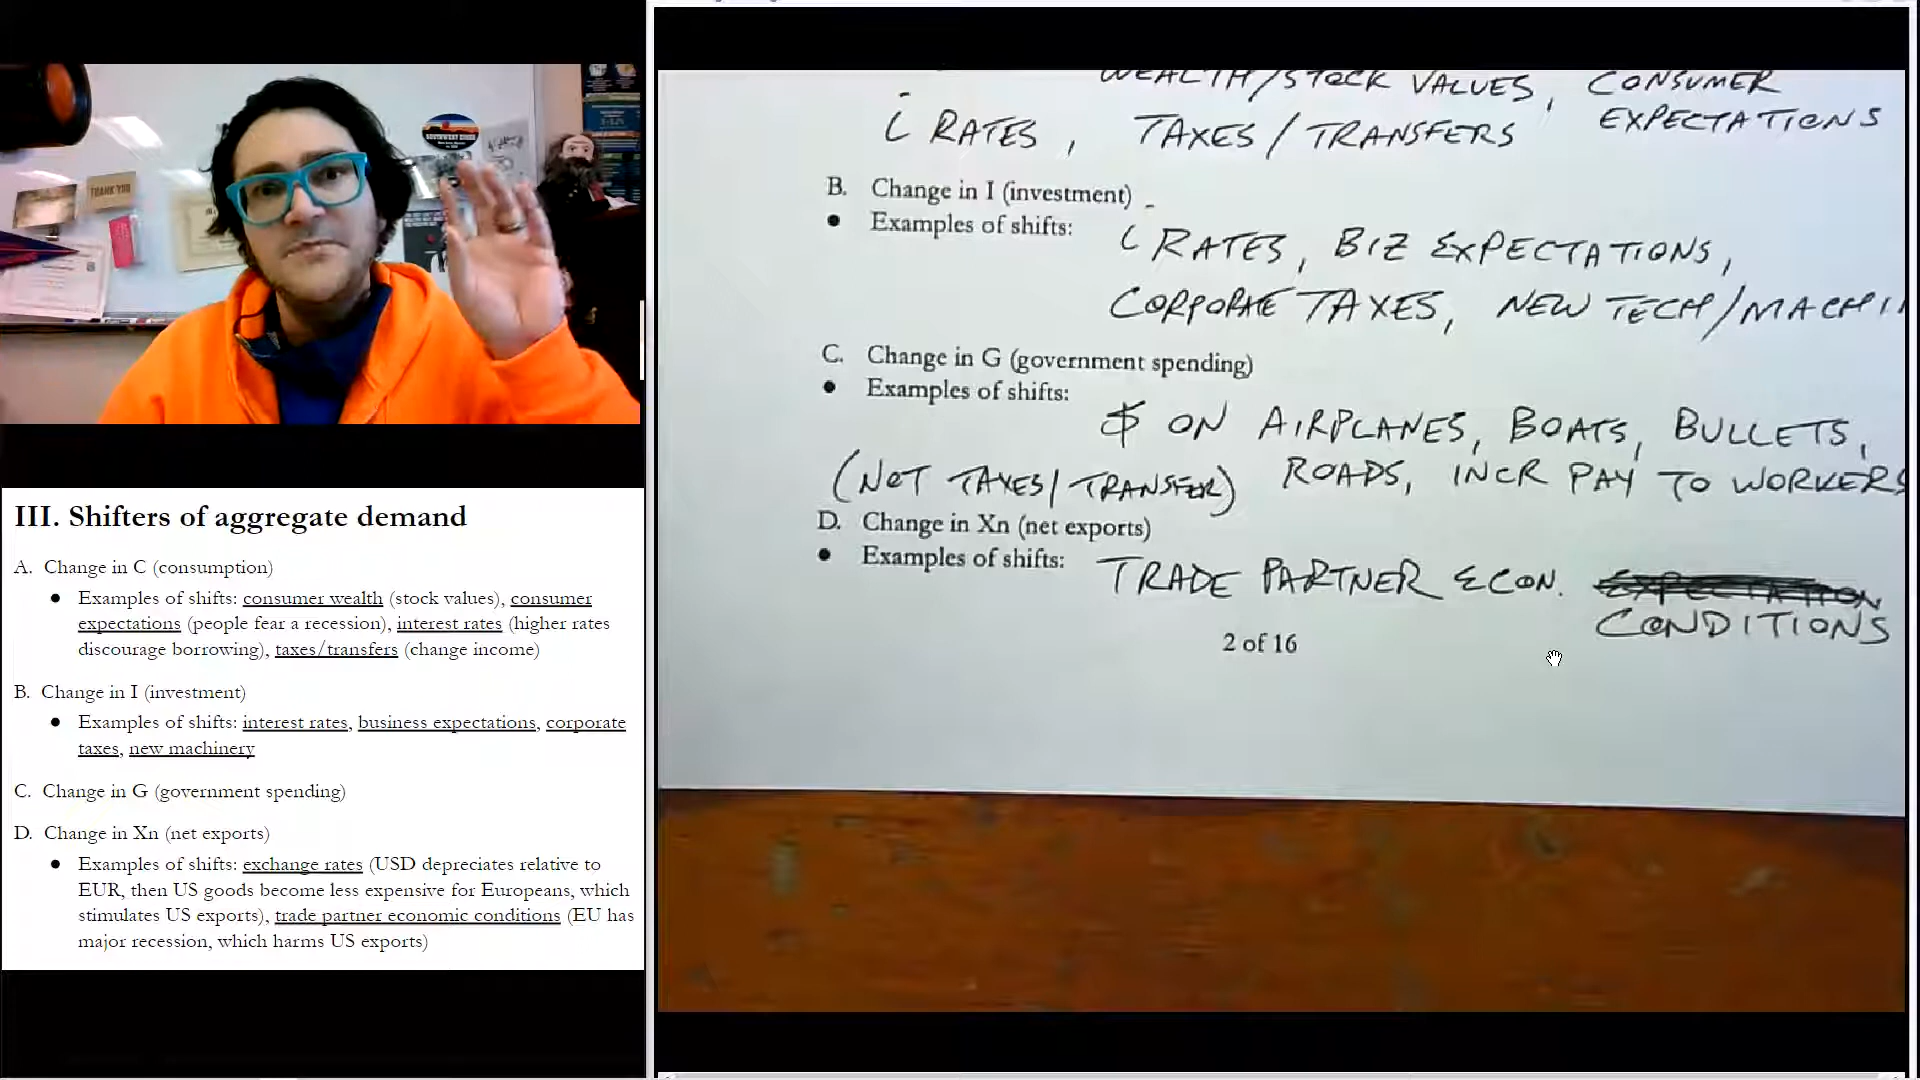 THANK YOU
III. Shifters of aggregate demand
A. Change in C (consumption)
● Examples of shifts: consumer wealth (stock values), consumer
expectations (people fear a recession), interest rates (higher rates
discourage borrowing), taxes/transfers (change income)
B. Change in I (investment)
● Examples of shifts: interest rates, business expectations, corporate
taxes, new machinery
C. Change in G (government spending)
D. Change in Xn (net exports)
● Examples of shifts: exchange rates (USD depreciates relative to
EUR, then US goods become less expensive for Europeans, which
stimulates US exports), trade partner economic conditions (EU has
major recession, which harms US exports)
WEALTH/STOCK VALUES, CONSUMER
i RATES, TAXES/TRANSFERS EXPECTATIONS
B. Change in I (investment)
● Examples of shifts: i RATES, BIZ EXPECTATIONS,
CORPORATE TAXES, NEW TECH/MACHI
C. Change in G (government spending)
● Examples of shifts:
$ ON AIRPLANES, BOATS, BULLETS,
(NOT TAXES/TRANSFER) ROADS, INCR PAY TO WORKERS
D. Change in Xn (net exports)
● Examples of shifts: TRADE PARTNER ECON.
CONDITIONS
2 of 16